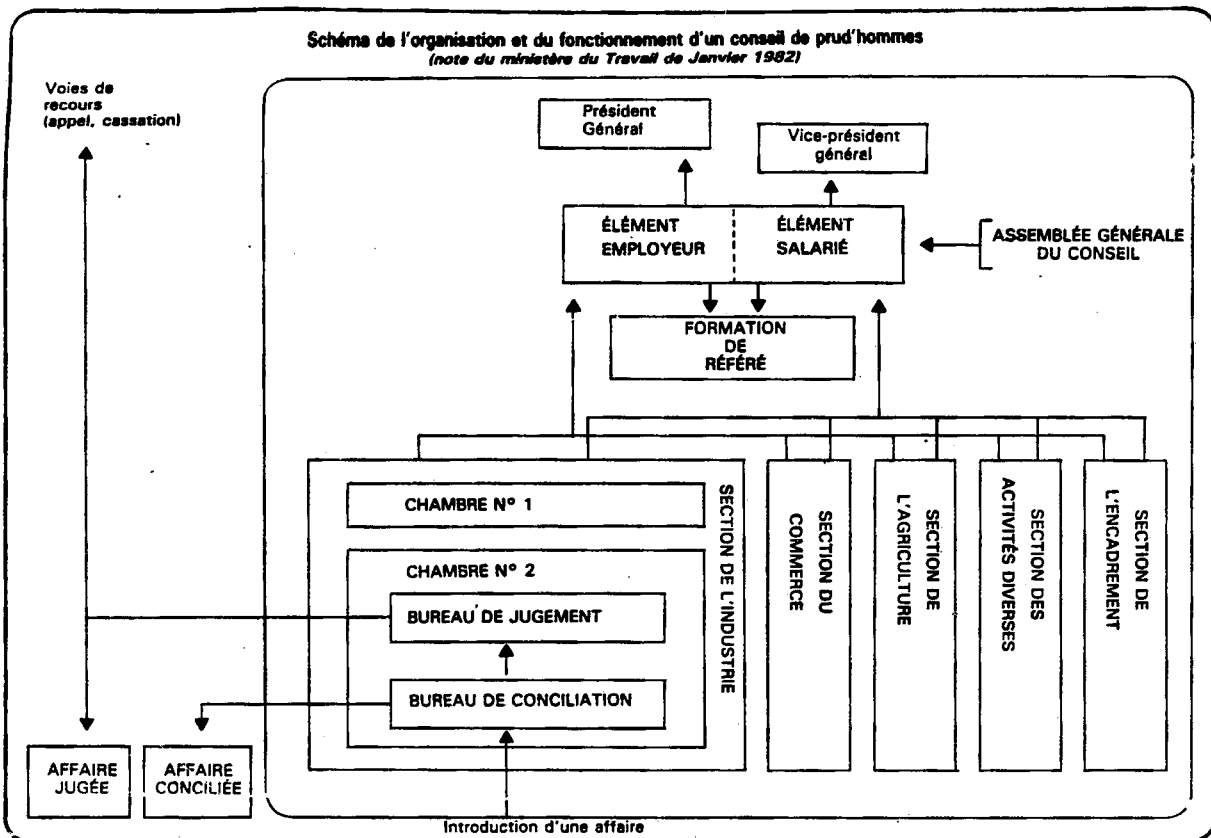 Schéma de l'organisation et du fonctionnement d'un conseil de prud'hommes
(note du ministère du Travail de Janvier 1982)
Voies de
recours
(appel, cassation)
Président
Général
Vice-président
général
ÉLÉMENT
EMPLOYEUR
ÉLÉMENT
SALARIÉ
ASSEMBLÉE GÉNÉRALE
DU CONSEIL
FORMATION
DE
RÉFÉRÉ
CHAMBRE N° 1
CHAMBRE N° 2
BUREAU DE JUGEMENT
BUREAU DE CONCILIATION
SECTION DE L'INDUSTRIE
SECTION DU
COMMERCE
SECTION DE
L'AGRICULTURE
SECTION DES
ACTIVITÉS DIVERSES
SECTION DE
L'ENCADREMENT
AFFAIRE
JUGÉE
AFFAIRE
CONCILIÉE
Introduction d'une affaire